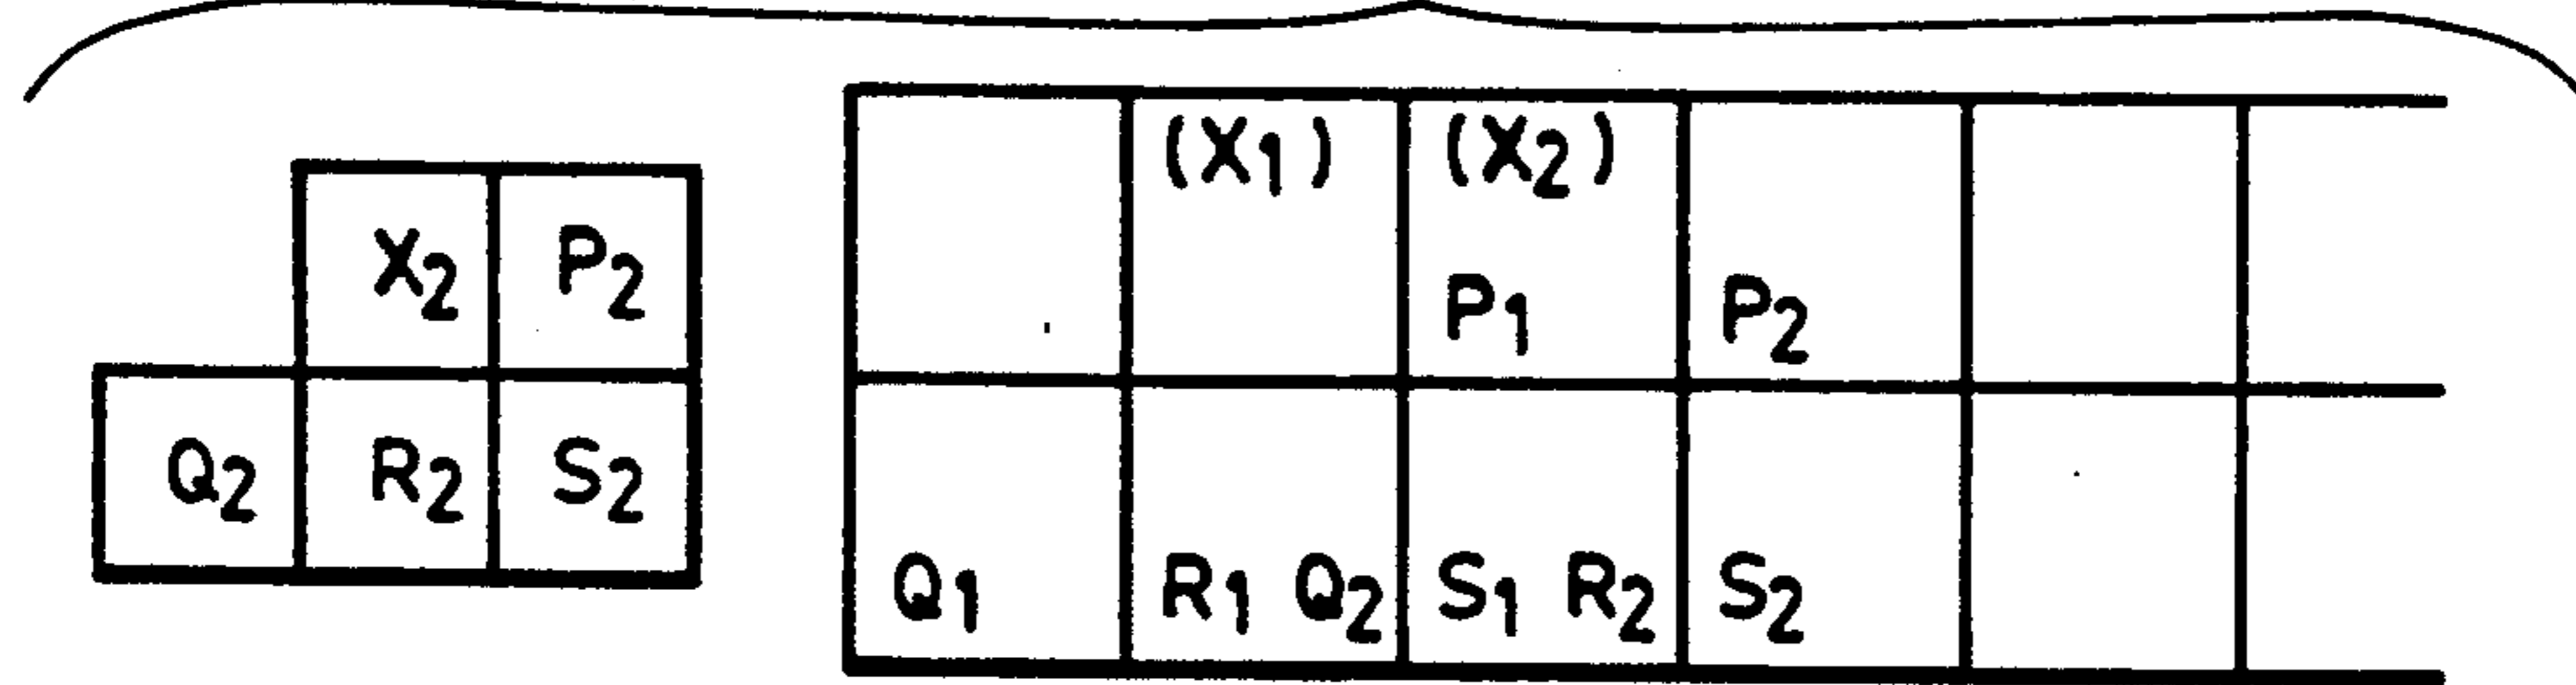 X₂ P₂
Q₂ R₂ S₂
(X₁) (X₂)
P₁ P₂
Q₁ R₁ Q₂ S₁ R₂ S₂